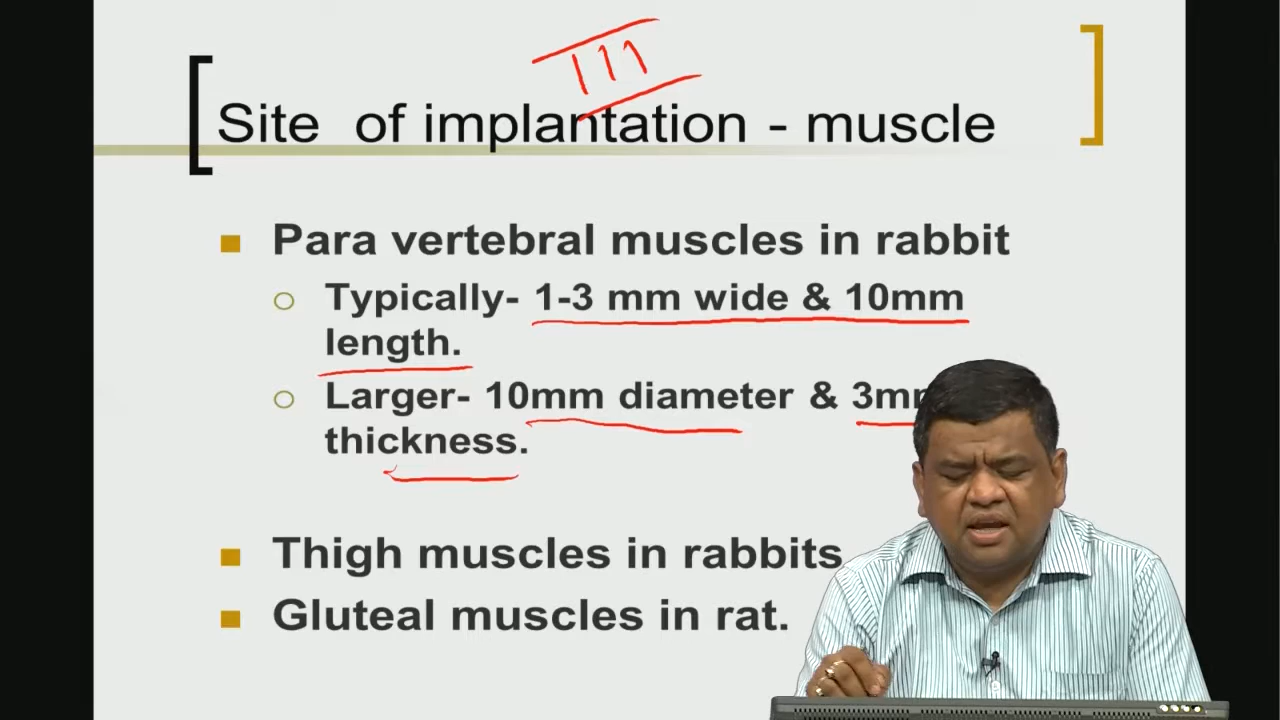 111
Site of implantation - muscle
Para vertebral muscles in rabbit
Typically- 1-3 mm wide & 10mm
length.
Larger- 10mm diameter &
thickness.
Thigh muscles in rabbits
Gluteal muscles in rat.